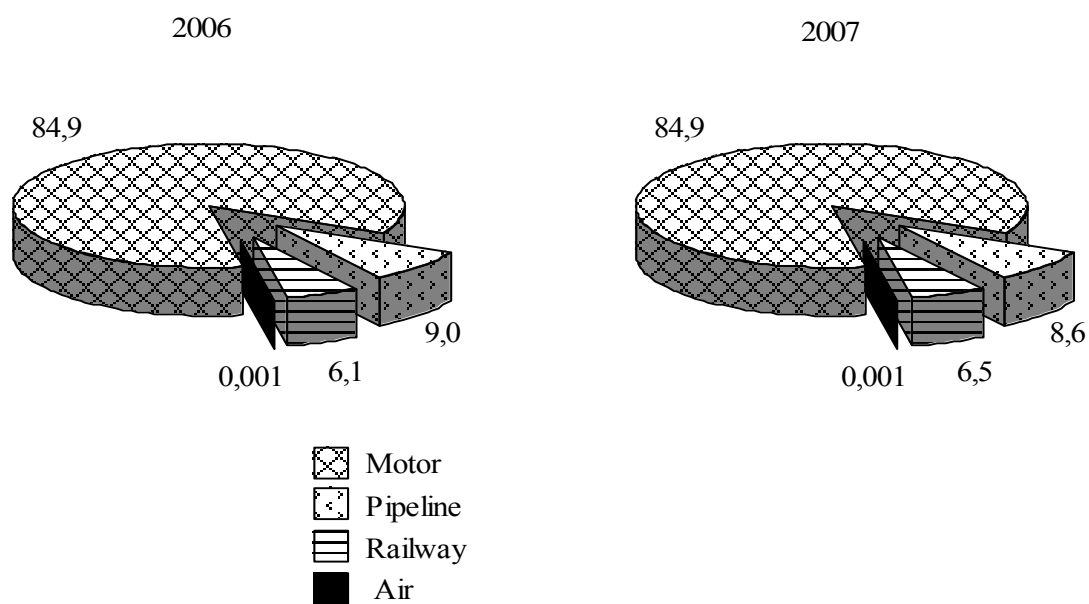 2006
2007
84,9
84,9
9,0
8,6
0,001
6,1
0,001
6,5
Motor
Pipeline
Railway
Air